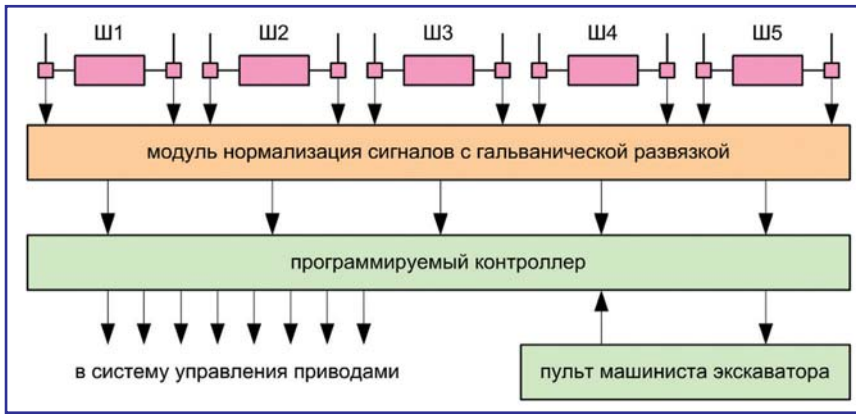 Ш1 Ш2 Ш3 Ш4 Ш5
модуль нормализация сигналов с гальванической развязкой
программируемый контроллер
в систему управления приводами
пульт машиниста экскаватора